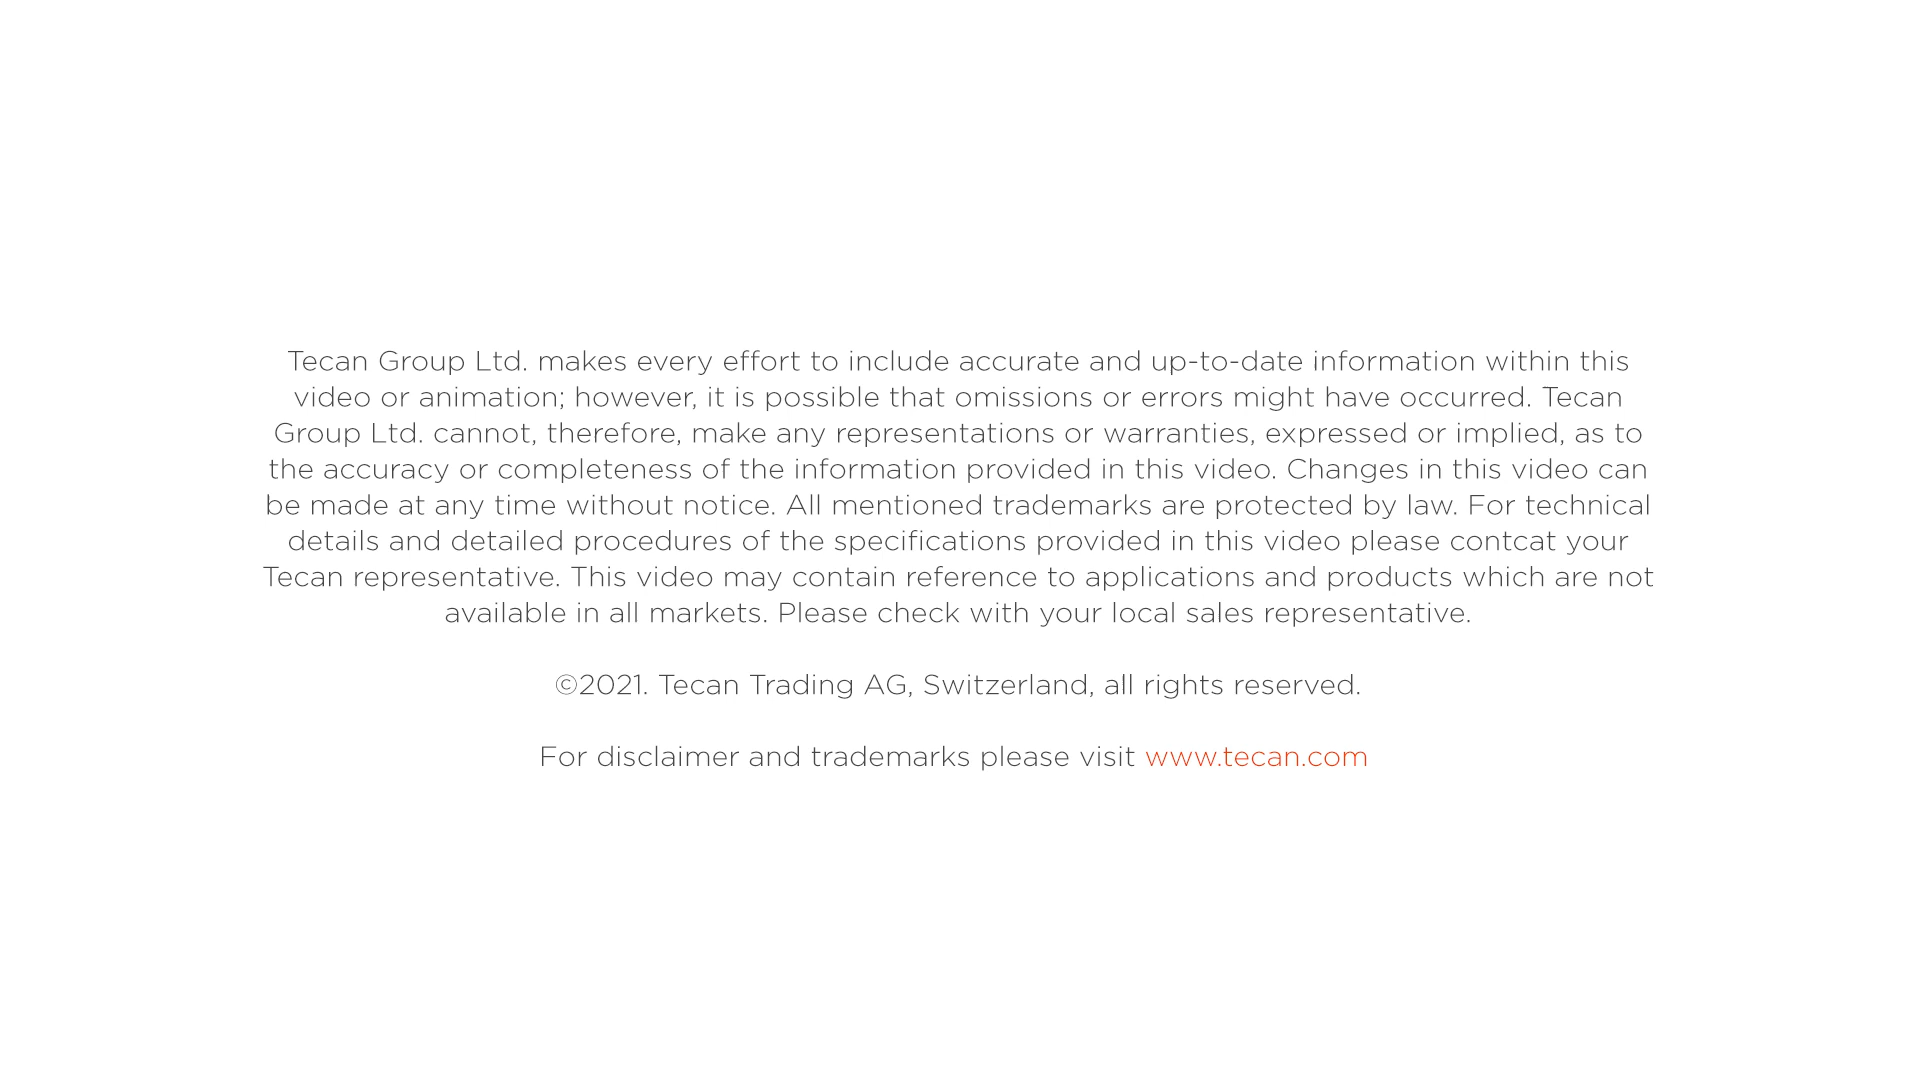 Tecan Group Ltd. makes every effort to include accurate and up-to-date information within this
video or animation; however, it is possible that omissions or errors might have occurred. Tecan
Group Ltd. cannot, therefore, make any representations or warranties, expressed or implied, as to
the accuracy or completeness of the information provided in this video. Changes in this video can
be made at any time without notice. All mentioned trademarks are protected by law. For technical
details and detailed procedures of the specifications provided in this video please contcat your
Tecan representative. This video may contain reference to applications and products which are not
available in all markets. Please check with your local sales representative.
©2021. Tecan Trading AG, Switzerland, all rights reserved.
For disclaimer and trademarks please visit www.tecan.com